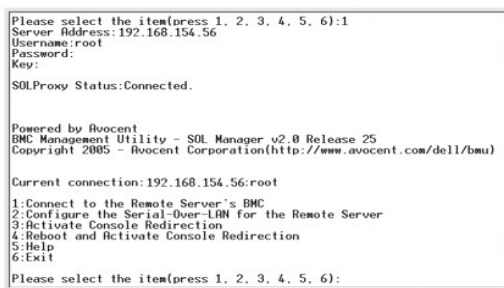 Please select the item(press 1, 2, 3, 4, 5, 6):1
Server Address:192.168.154.56
Username:root
Password:
Key:
SOLProxy Status:Connected.
Powered by Avocent
BMC Management Utility - SOL Manager v2.0 Release 25
Copyright 2005 - Avocent Corporation(http://www.avocent.com/dell/bmu)
Current connection:192.168.154.56:root
1:Connect to the Remote Server's BMC
2:Configure the Serial-Over-LAN for the Remote Server
3:Activate Console Redirection
4:Reboot and Activate Console Redirection
5:Help
6:Exit
Please select the item(press 1, 2, 3, 4, 5, 6):